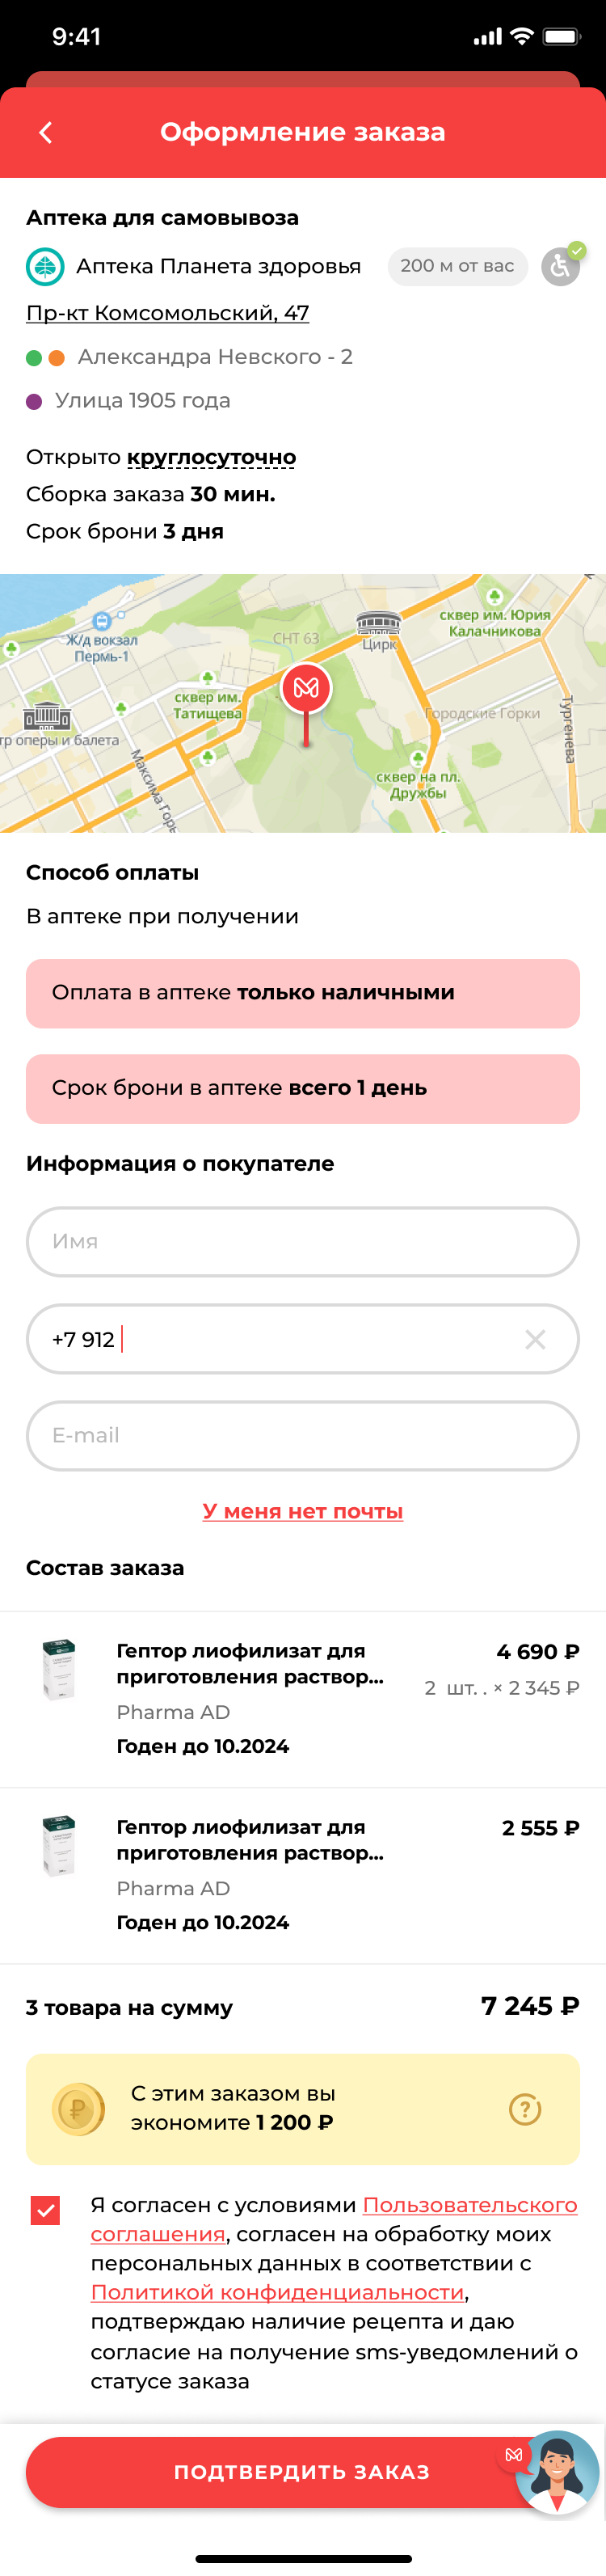 9:41
Оформление заказа
Аптека для самовывоза
Аптека Планета здоровья
200 м от вас
Пр-кт Комсомольский, 47
Александра Невского - 2
Улица 1905 года
Открыто круглосуточно
Сборка заказа 30 мин.
Срок брони 3 дня
сквер им. Юрия
Калачникова
СНТ 63
Цирк
Ж/д вокзал
Пермь-1
сквер им.
Татищева
Городские Горки
Тургенева
тр оперы и балета
Максима Горь
сквер на пл.
Дружбы
Способ оплаты
В аптеке при получении
Оплата в аптеке только наличными
Срок брони в аптеке всего 1 день
Информация о покупателе
Имя
+7 912
E-mail
У меня нет почты
Состав заказа
Гептор лиофилизат для
приготовления раствор...
4 690 ₽
2 шт. . × 2 345 ₽
Pharma AD
Годен до 10.2024
Гептор лиофилизат для
приготовления раствор...
2 555 ₽
Pharma AD
Годен до 10.2024
3 товара на сумму
7 245 ₽
С этим заказом вы
экономите 1 200 ₽
Я согласен с условиями Пользовательского
соглашения, согласен на обработку моих
персональных данных в соответствии с
Политикой конфиденциальности,
подтверждаю наличие рецепта и даю
согласие на получение sms-уведомлений о
статусе заказа
ПОДТВЕРДИТЬ ЗАКАЗ